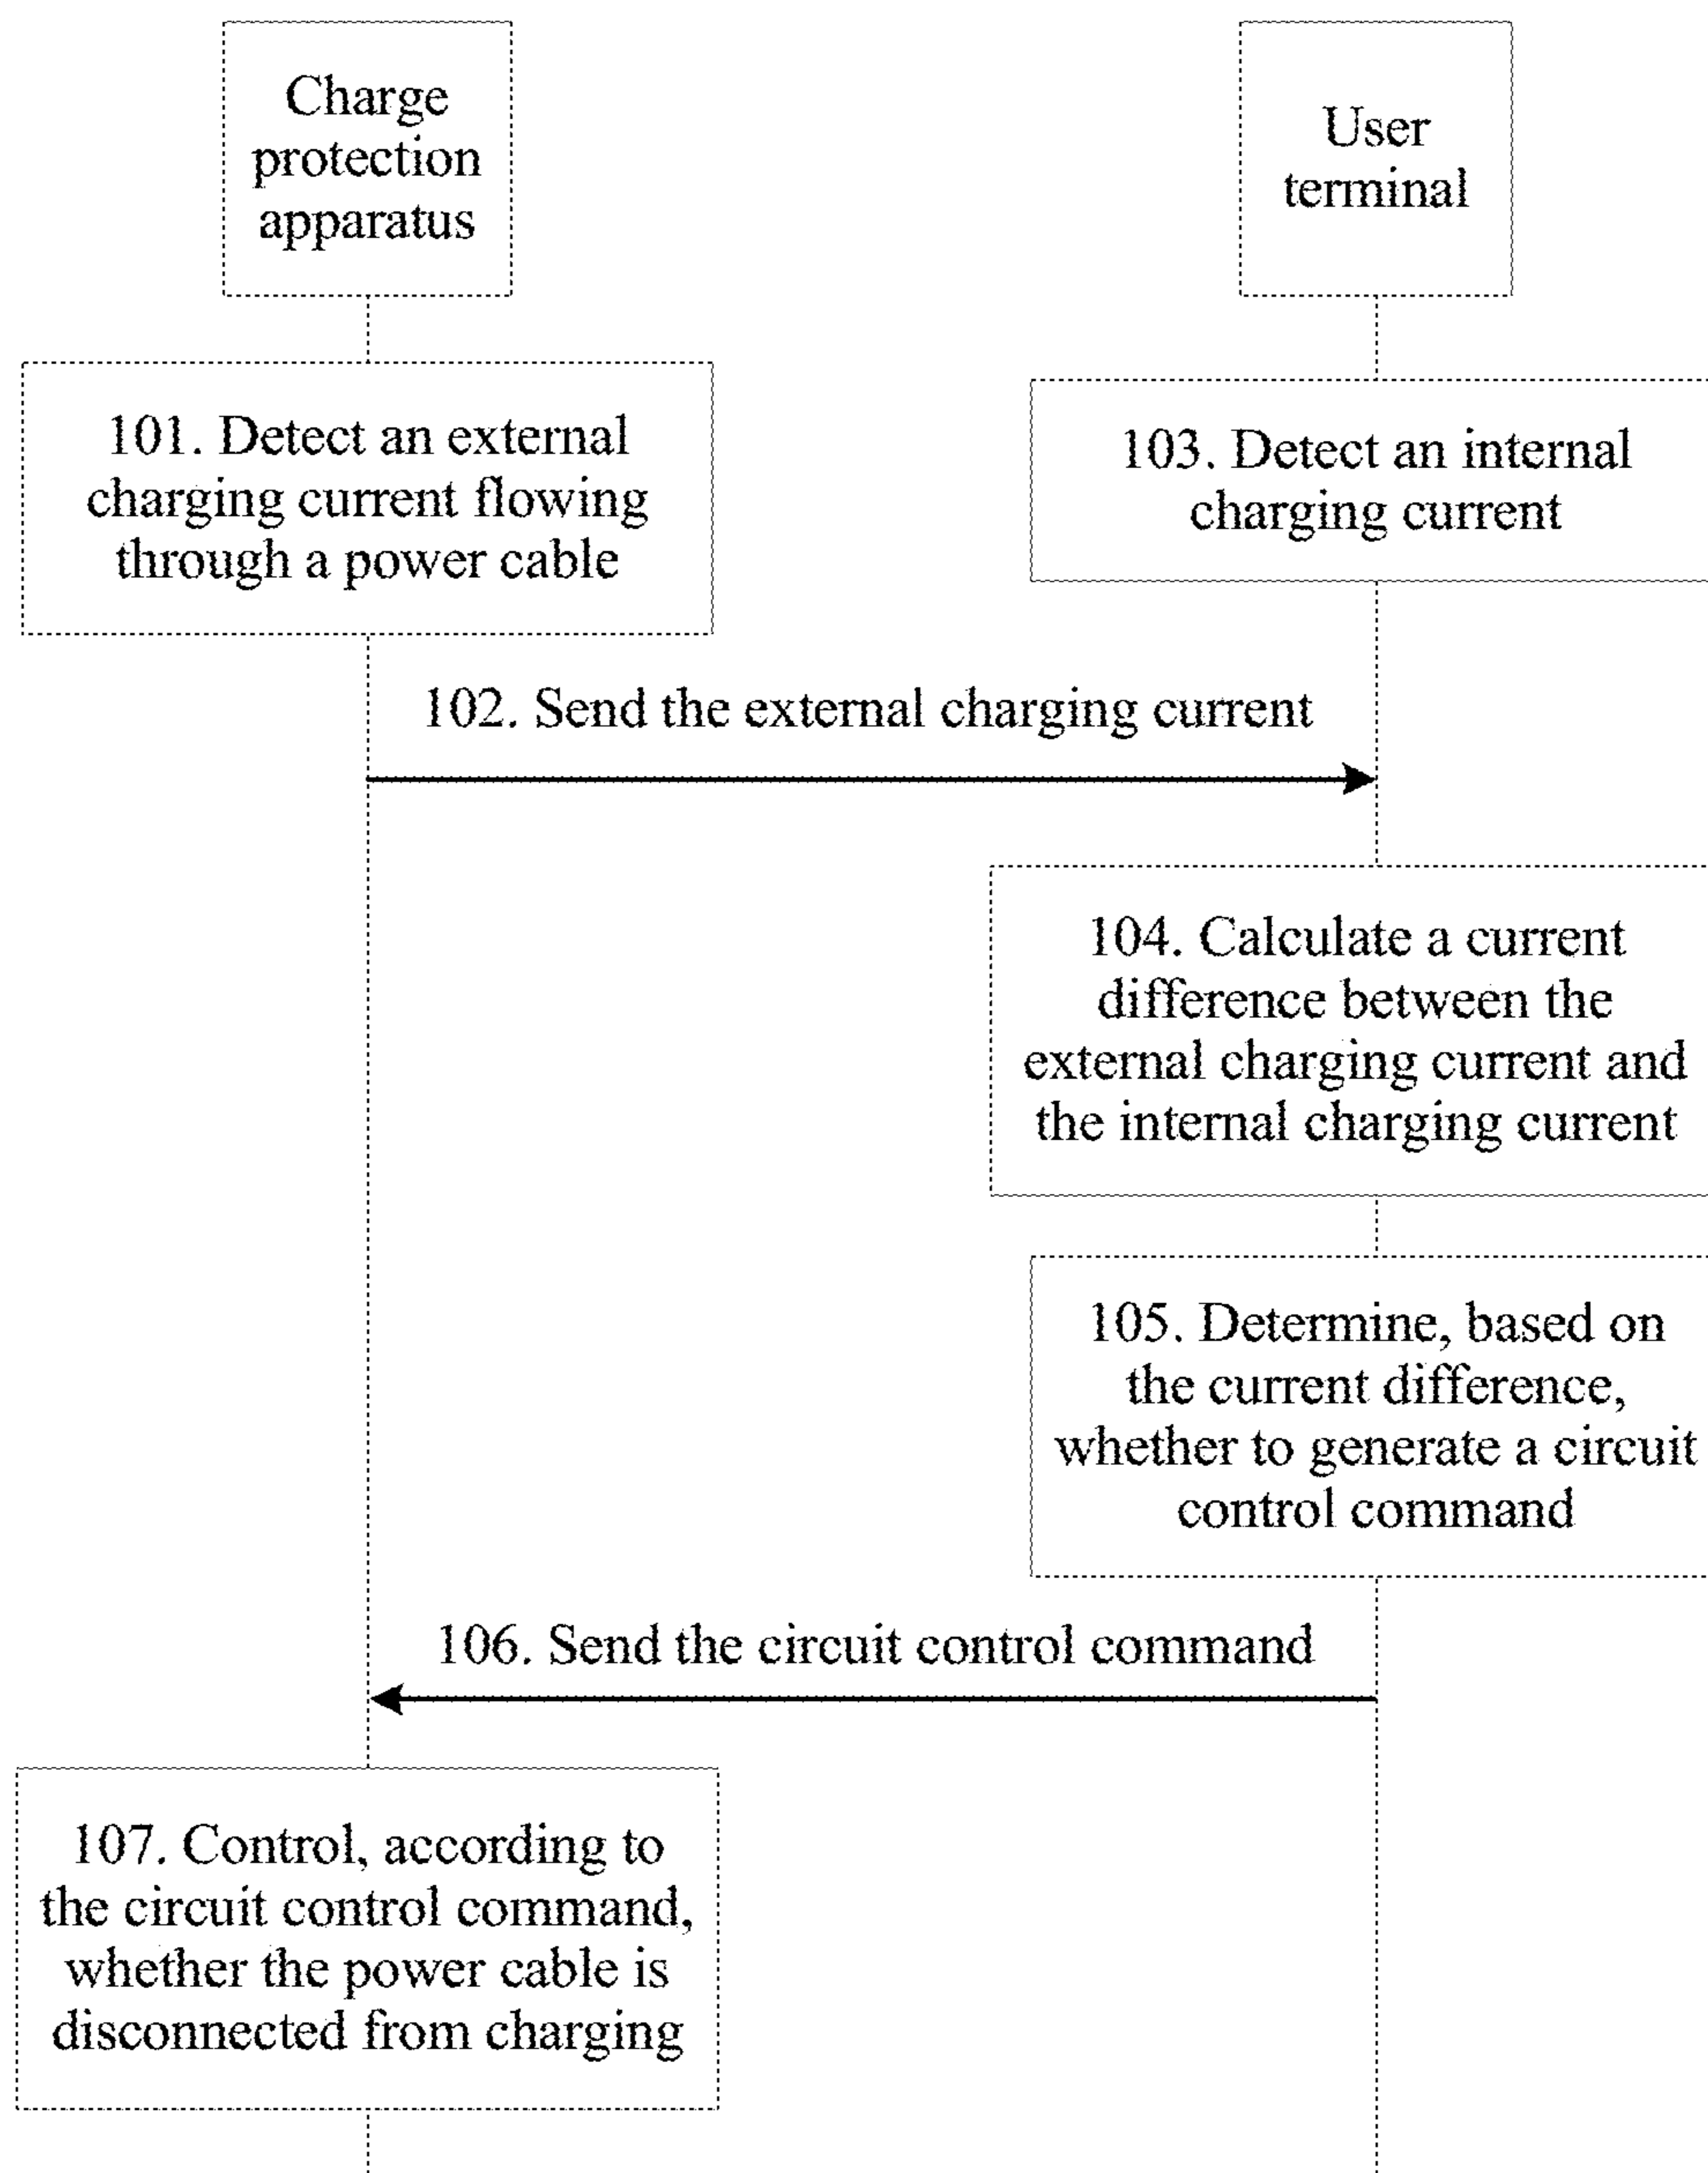 Charge
protection
apparatus
User
terminal
101. Detect an external
charging current flowing
through a power cable
103. Detect an internal
charging current
102. Send the external charging current
104. Calculate a current
difference between the
external charging current and
the internal charging current
105. Determine, based on
the current difference,
whether to generate a circuit
control command
106. Send the circuit control command
107. Control, according to
the circuit control command,
whether the power cable is
disconnected from charging